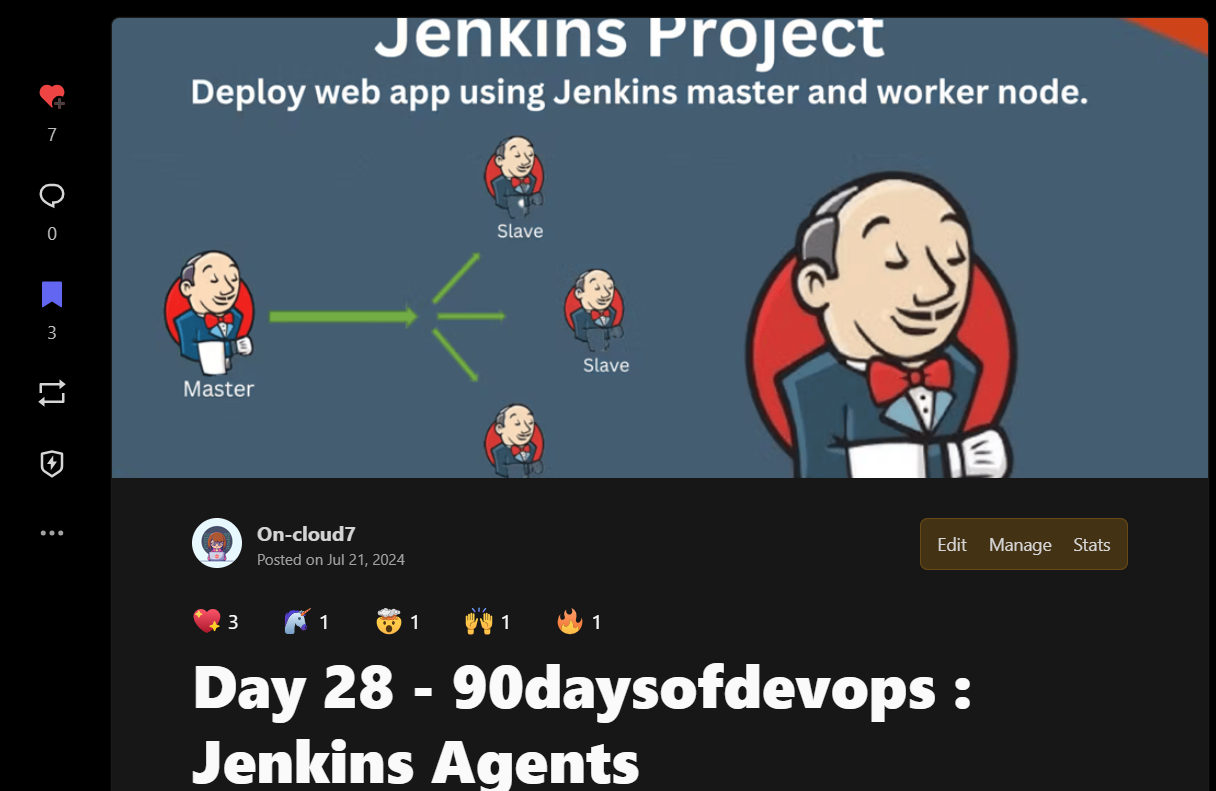 Jenkins Project
Deploy web app using Jenkins master and worker node.
Slave
Master
Slave
7
0
3
On-cloud7
Posted on Jul 21, 2024
Edit Manage Stats
3 1 1 1 1
Day 28 - 90daysofdevops :
Jenkins Agents